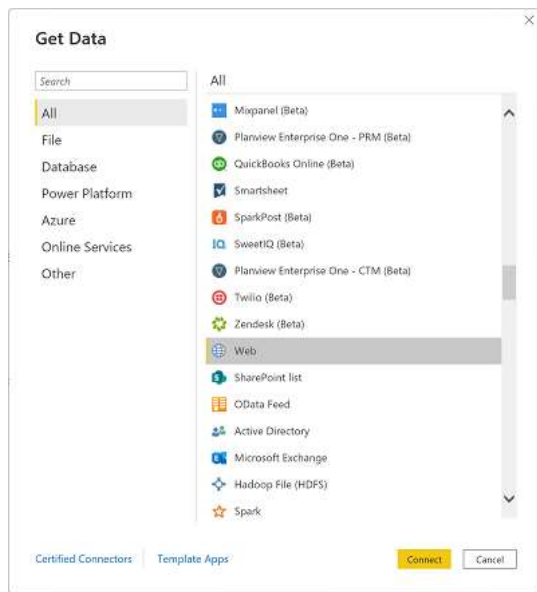 Get Data
Search
All
File
Database
Power Platform
Azure
Online Services
Other
All
Mixpanel (Beta)
Planview Enterprise One - PRM (Beta)
QuickBooks Online (Beta)
Smartsheet
SparkPost (Beta)
SweetIQ (Beta)
Planview Enterprise One - CTM (Beta)
Twilio (Beta)
Zendesk (Beta)
Web
SharePoint list
OData Feed
Active Directory
Microsoft Exchange
Hadoop File (HDFS)
Spark
Certified Connectors
Template Apps
Connect
Cancel